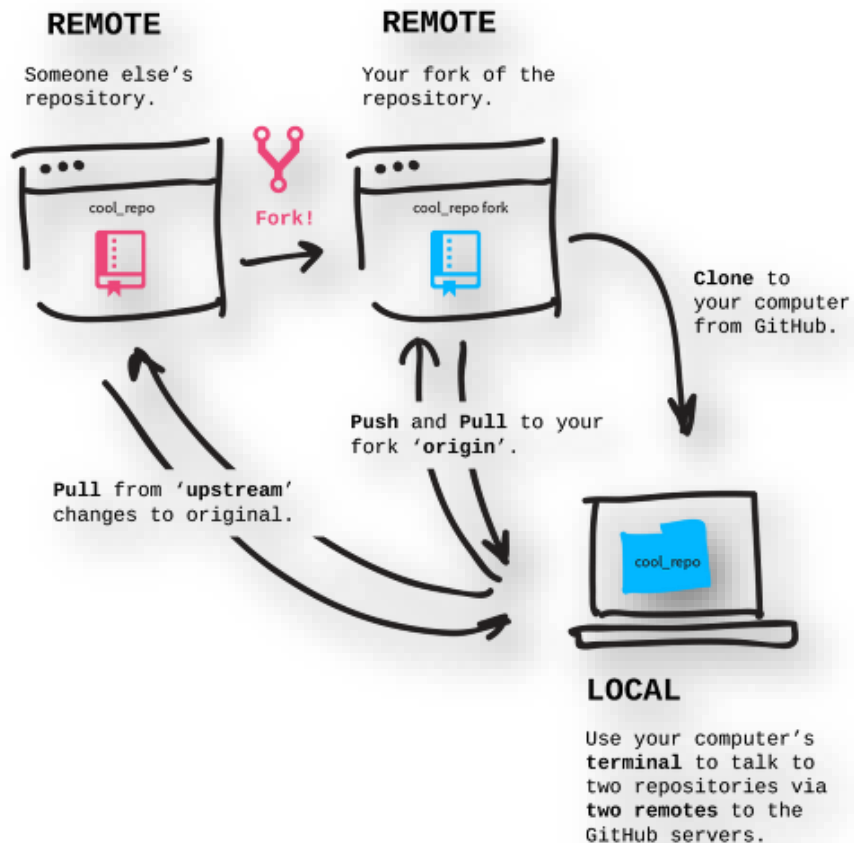 REMOTE
Someone else’s
repository.
cool_repo
Fork!
REMOTE
Your fork of the
repository.
cool_repo fork
Clone to
your computer
from GitHub.
Push and Pull to your
fork ‘origin’.
Pull from ‘upstream’
changes to original.
cool_repo
LOCAL
Use your computer’s
terminal to talk to
two repositories via
two remotes to the
GitHub servers.